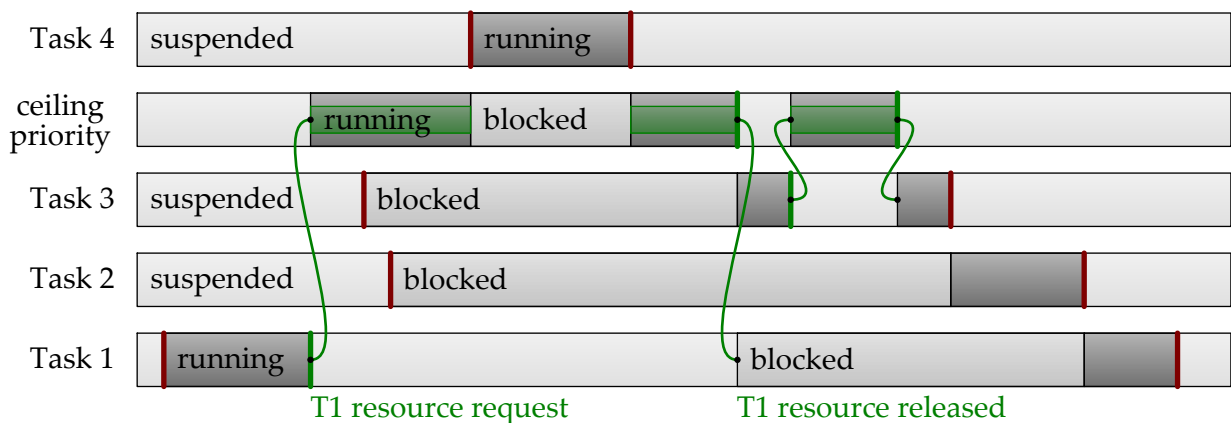 Task 4 suspended running
ceiling
priority
running blocked
Task 3 suspended blocked
Task 2 suspended blocked
Task 1 running blocked
T1 resource request T1 resource released